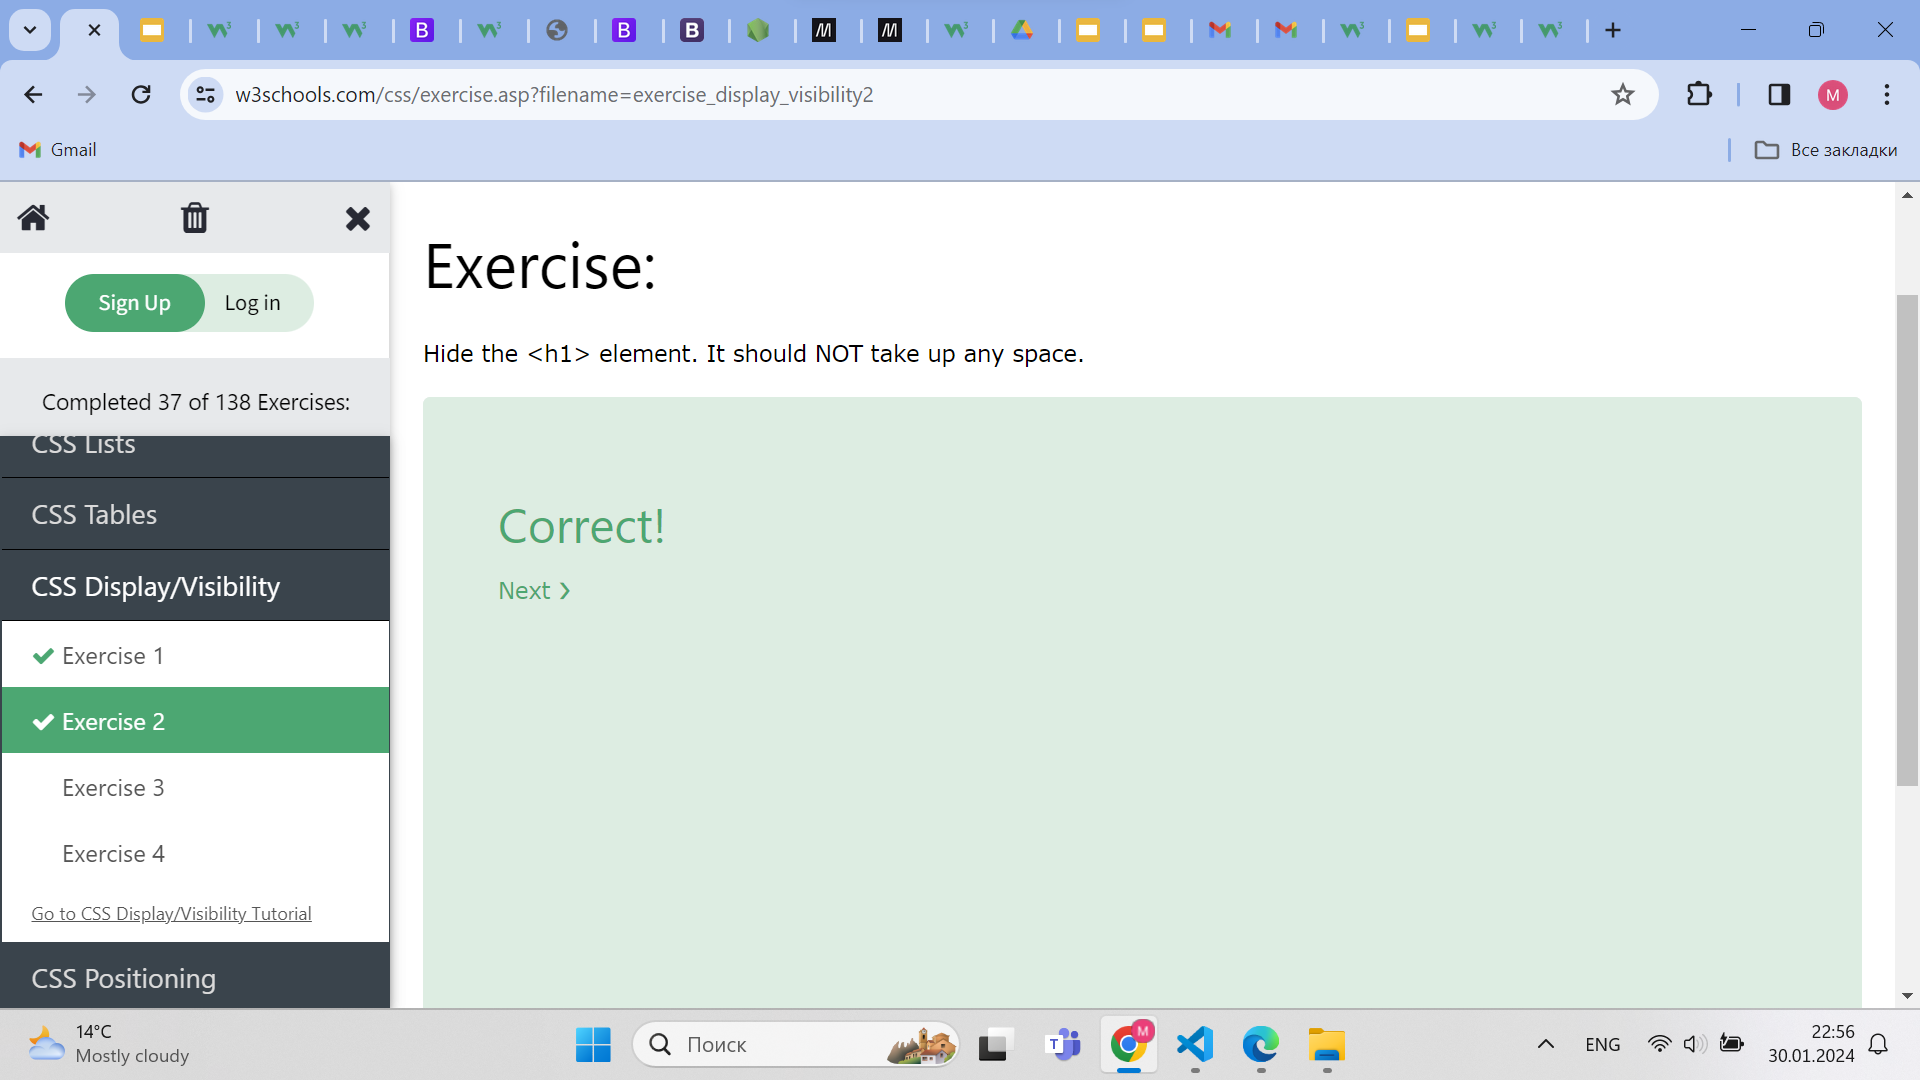 w3schools.com/css/exercise.asp?filename=exercise_display_visibility2
M
Gmail
Все закладки
Sign Up
Log in
Completed 37 of 138 Exercises:
CSS Lists
CSS Tables
CSS Display/Visibility
Exercise 1
Exercise 2
Exercise 3
Exercise 4
Go to CSS Display/Visibility Tutorial
CSS Positioning
Exercise:
Hide the <h1> element. It should NOT take up any space.
Correct!
Next ❯
14°C
Mostly cloudy
Поиск
ENG
22:56
30.01.2024